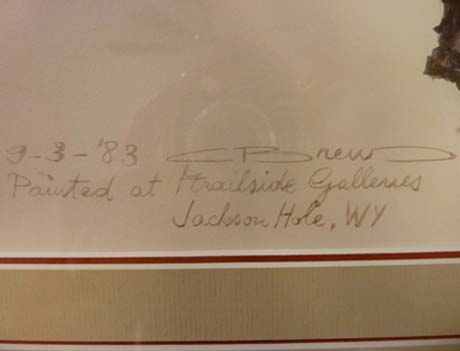 9-3-'83 C Brew
Painted at Trailside Galleries
Jackson Hole, WY